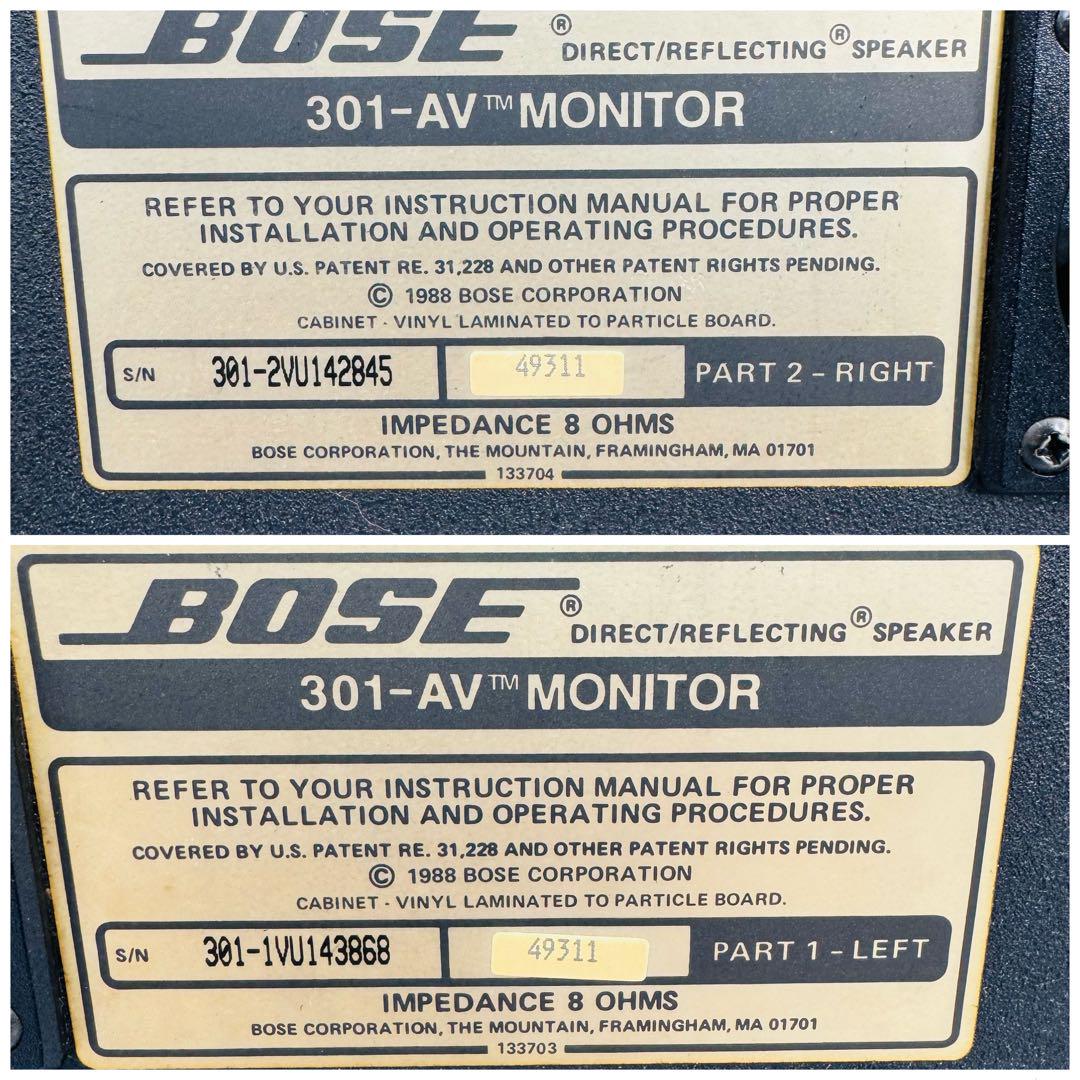 BOSE ® DIRECT/REFLECTING® SPEAKER
301-AV™ MONITOR
REFER TO YOUR INSTRUCTION MANUAL FOR PROPER
INSTALLATION AND OPERATING PROCEDURES.
COVERED BY U.S. PATENT RE. 31,228 AND OTHER PATENT RIGHTS PENDING.
© 1988 BOSE CORPORATION
CABINET - VINYL LAMINATED TO PARTICLE BOARD.
S/N 301-2VU142845 49311 PART 2 - RIGHT
IMPEDANCE 8 OHMS
BOSE CORPORATION, THE MOUNTAIN, FRAMINGHAM, MA 01701
133704
BOSE ® DIRECT/REFLECTING® SPEAKER
301-AV™ MONITOR
REFER TO YOUR INSTRUCTION MANUAL FOR PROPER
INSTALLATION AND OPERATING PROCEDURES.
COVERED BY U.S. PATENT RE. 31,228 AND OTHER PATENT RIGHTS PENDING.
© 1988 BOSE CORPORATION
CABINET - VINYL LAMINATED TO PARTICLE BOARD.
S/N 301-1VU143868 49311 PART 1 - LEFT
IMPEDANCE 8 OHMS
BOSE CORPORATION, THE MOUNTAIN, FRAMINGHAM, MA 01701
133703